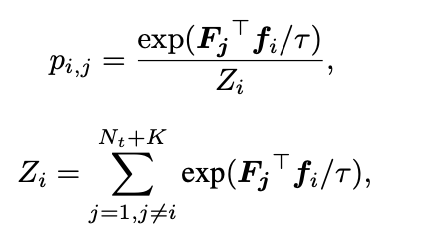 p_{i,j} = \frac{\exp(\boldsymbol{F_j}^\top \boldsymbol{f}_i/\tau)}{Z_i},
Z_i = \sum_{j=1,j\neq i}^{N_t+K} \exp(\boldsymbol{F_j}^\top \boldsymbol{f}_i/\tau),